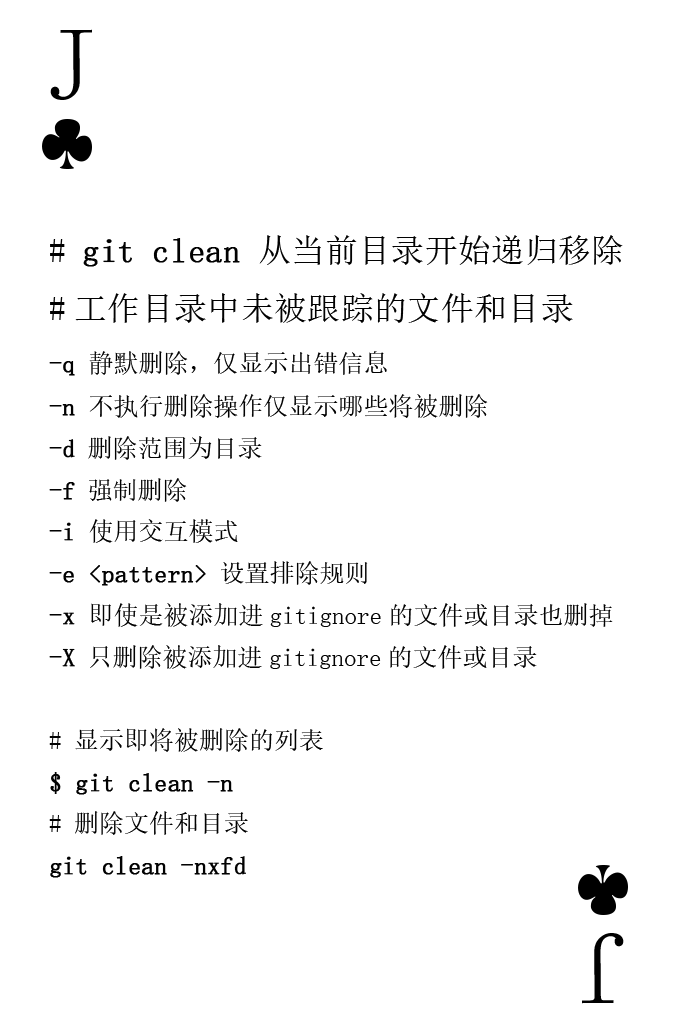 J
# git clean 从当前目录开始递归移除
# 工作目录中未被跟踪的文件和目录
-q 静默删除，仅显示出错信息
-n 不执行删除操作仅显示哪些将被删除
-d 删除范围为目录
-f 强制删除
-i 使用交互模式
-e <pattern> 设置排除规则
-x 即使是被添加进 gitignore 的文件或目录也删掉
-X 只删除被添加进 gitignore 的文件或目录
# 显示即将被删除的列表
$ git clean -n
# 删除文件和目录
git clean -nxfd
J